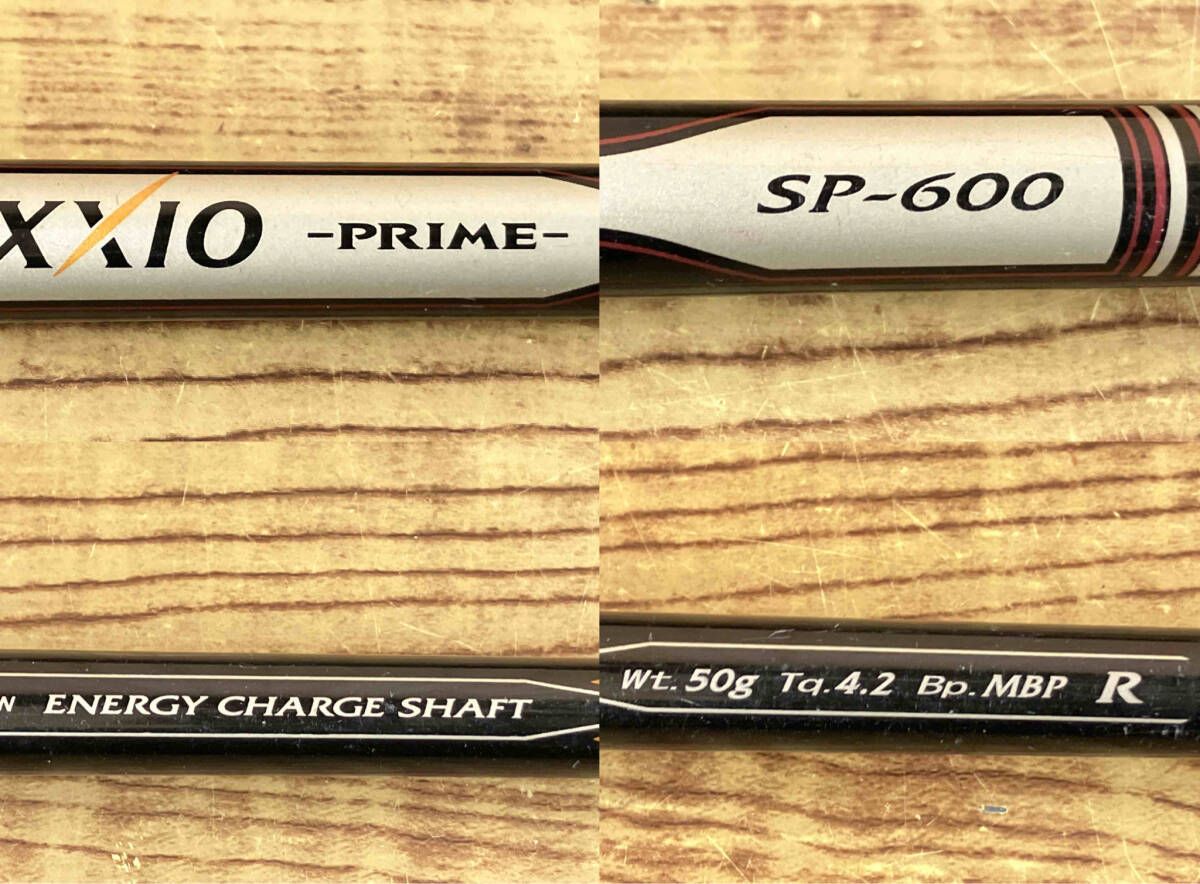 XXIO -PRIME-
SP-600
W ENERGY CHARGE SHAFT
Wt. 50g Tq. 4.2 Bp. MBP R